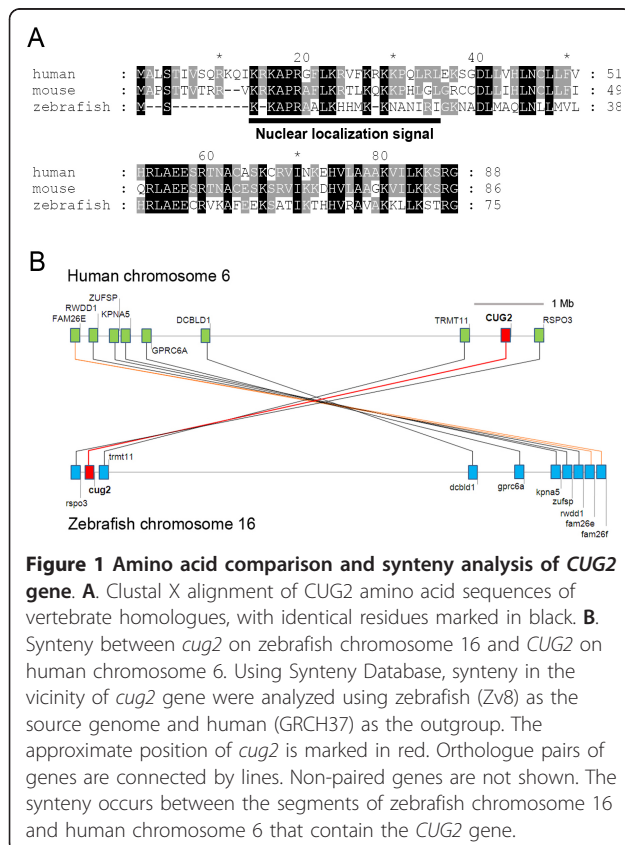 A
* 20 * 40 *
human : MALSTIVSQRKQIKRKAPRGFLKRVFKRKKPQLRLEKSGDLLVHLNCLLFV : 51
mouse : MAPSTVTRR--VKRKAPRAFLKRTLKQKKPHLGLGRCCDLLIHLNCLLFI : 49
zebrafish : M--S---------K-KAPRAALKHHMK-KNANIRIGKNADLMAQLNLLMVL : 38
Nuclear localization signal
60 * 80
human : HRLAEESRTNACASKCRVINKEHVLAAAKVILKKSRG : 88
mouse : QRLAEESRTNACESKSRVIKKDHVLAAGKVILKKSRG : 86
zebrafish : HRLAEECRVKAFEEKSATIKTHHVRAVAKKLLKSTRG : 75
B
Human chromosome 6
1 Mb
ZUFSP
RWDD1
FAM26E KPNA5 DCBLD1 TRMT11 CUG2 RSPO3
GPRC6A
trmt11
rspo3 cug2 dcbld1 gprc6a kpna5
zufsp
rwdd1
fam26e
fam26f
Zebrafish chromosome 16
Figure 1 Amino acid comparison and synteny analysis of CUG2
gene. A. Clustal X alignment of CUG2 amino acid sequences of
vertebrate homologues, with identical residues marked in black. B.
Synteny between cug2 on zebrafish chromosome 16 and CUG2 on
human chromosome 6. Using Synteny Database, synteny in the
vicinity of cug2 gene were analyzed using zebrafish (Zv8) as the
source genome and human (GRCH37) as the outgroup. The
approximate position of cug2 is marked in red. Orthologue pairs of
genes are connected by lines. Non-paired genes are not shown. The
synteny occurs between the segments of zebrafish chromosome 16
and human chromosome 6 that contain the CUG2 gene.